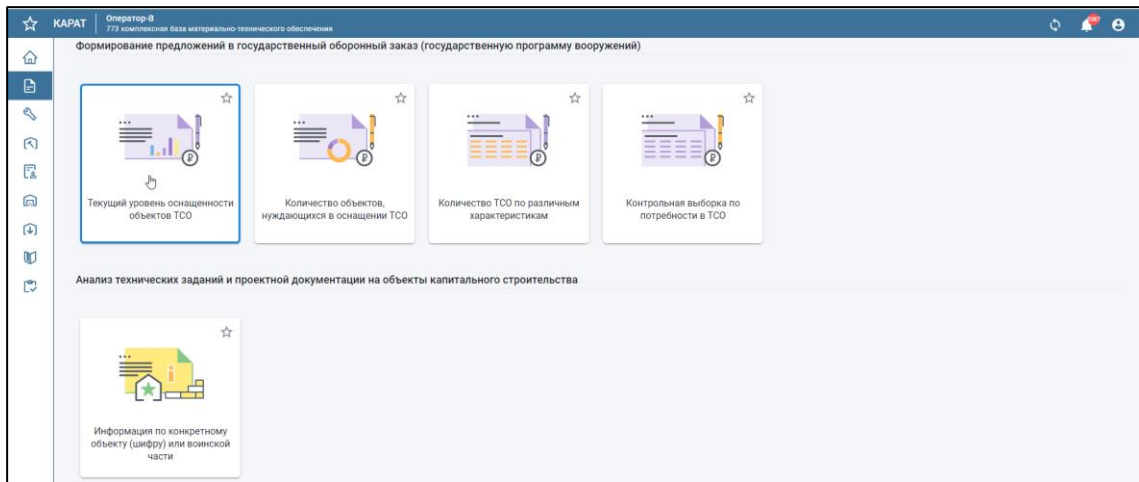 КАРАТ
Оператор-В
773 комплексная база материально-технического обеспечения
Формирование предложений в государственный оборонный заказ (государственную программу вооружений)
Текущий уровень оснащенности
объектов ТСО
Количество объектов,
нуждающихся в оснащении ТСО
Количество ТСО по различным
характеристикам
Контрольная выборка по
потребности в ТСО
Анализ технических заданий и проектной документации на объекты капитального строительства
Информация по конкретному
объекту (шифру) или воинской
части